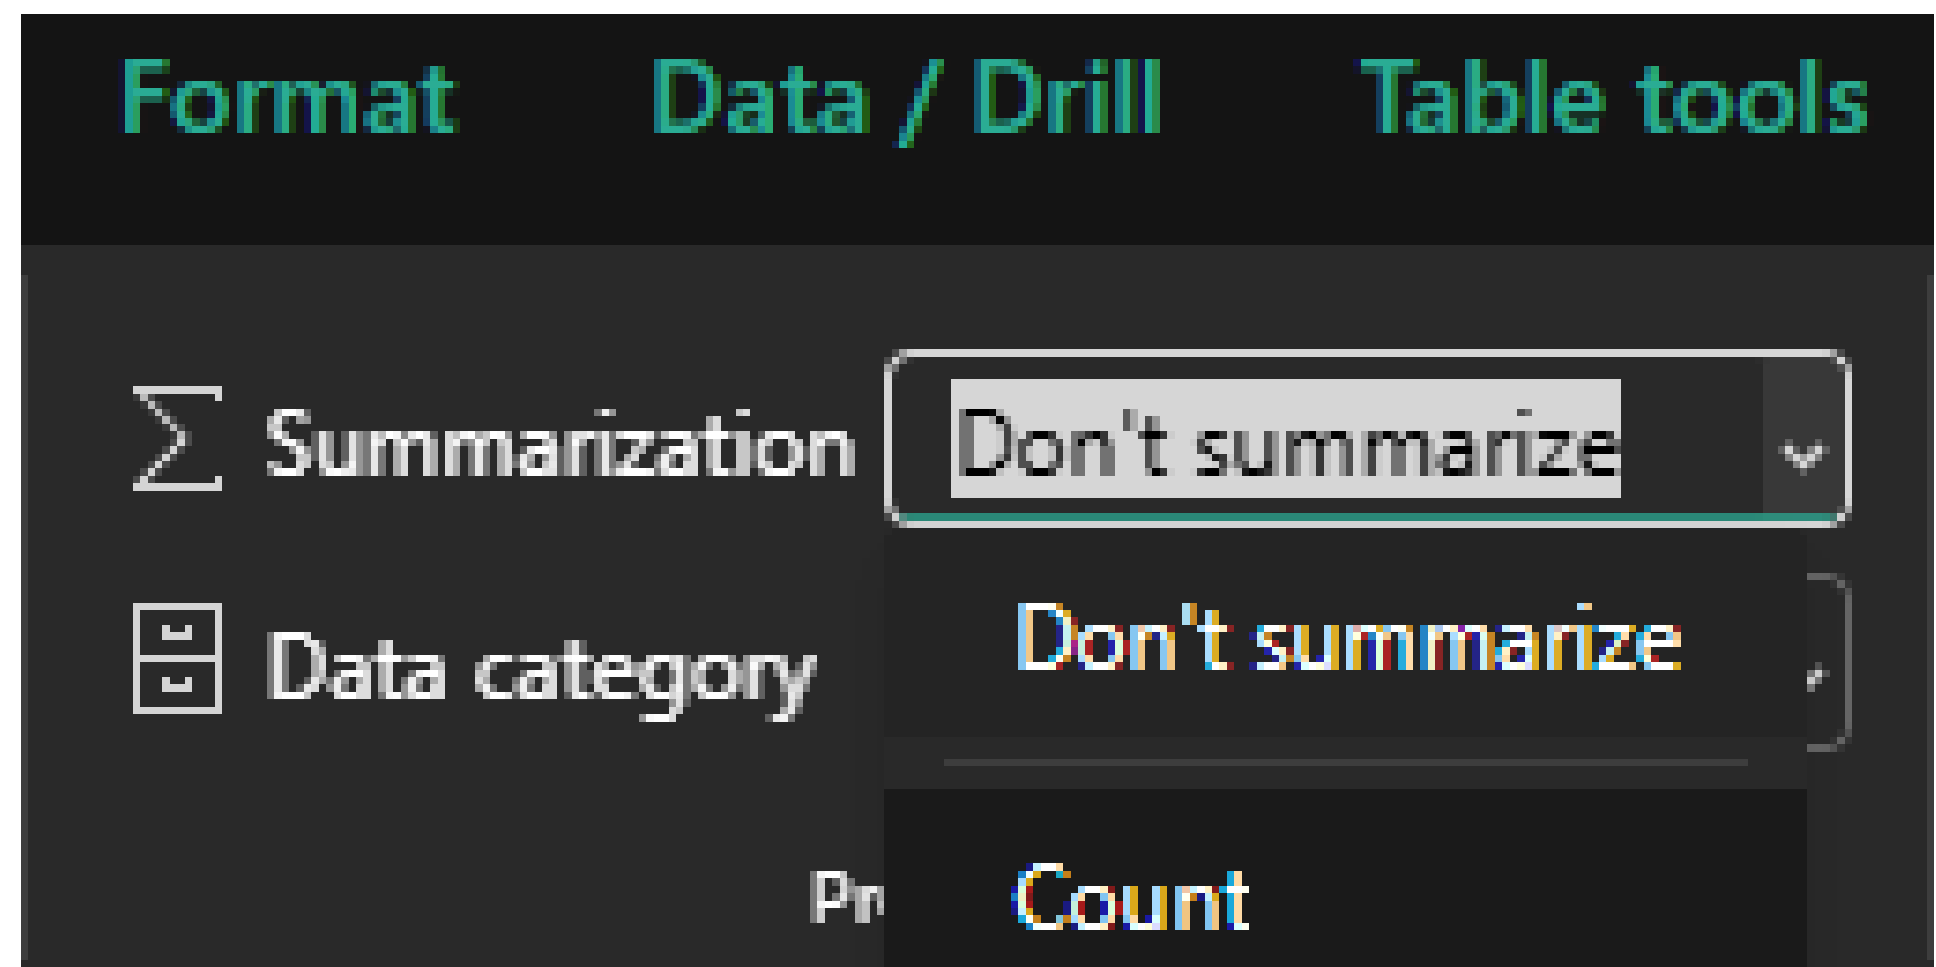 Format Data / Drill Table tools
Summarization Don't summarize
Data category Don't summarize
Count